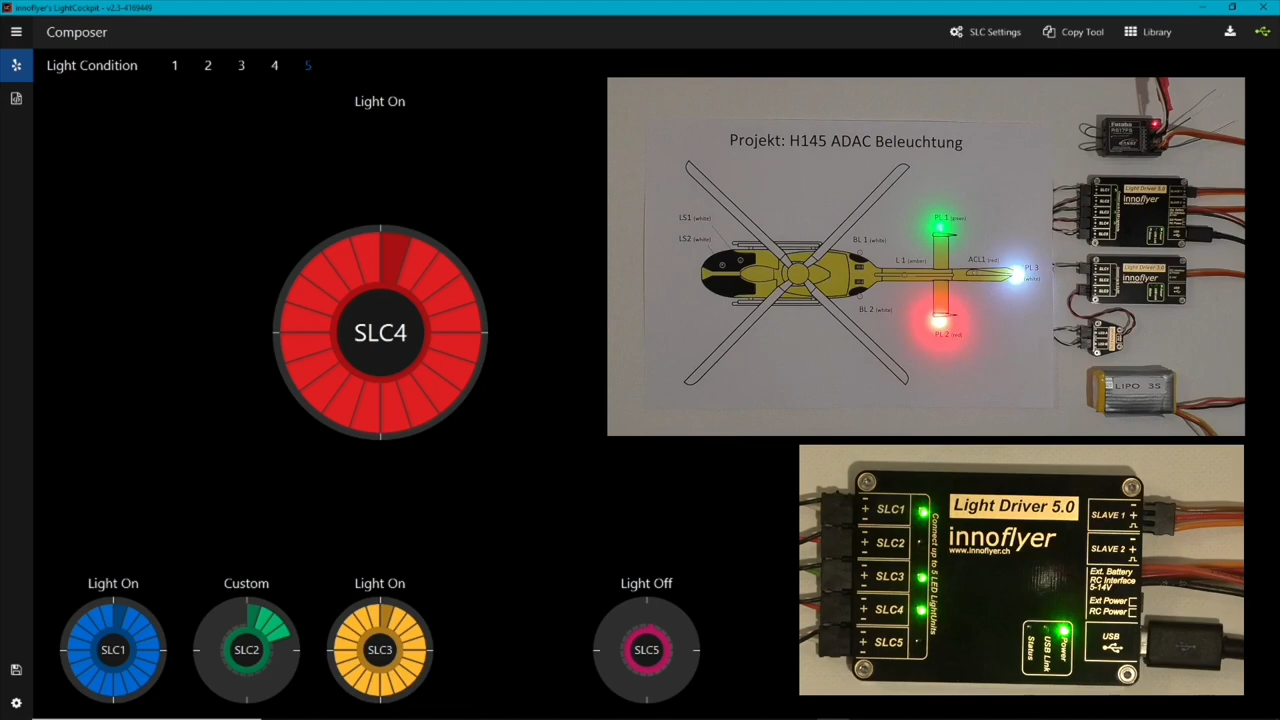 innoflyer's LightCockpit - v2.3-4169449
Composer
SLC Settings
Copy Tool
Library
Light Condition
1
2
3
4
5
Light On
SLC4
Light On
SLC1
Custom
SLC2
Light On
SLC3
Light Off
SLC5
Projekt: H145 ADAC Beleuchtung
LS1 (white)
LS2 (white)
PL 1 (green)
BL 1 (white)
L 1 (amber)
ACL1 (red)
PL 3
(white)
BL 2 (white)
PL 2 (red)
Futaba
Light Driver 5.0
innoflyer
innoflyer
LIPO 3S
Light Driver 5.0
innoflyer
www.innoflyer.ch
SLC1
SLC2
SLC3
SLC4
SLC5
Connect up to 5 LED LightUnits
SLAVE 1
SLAVE 2
Ext. Battery
RC Interface
5-14V
Ext Power
RC Power
USB
Power
USB Link
Status